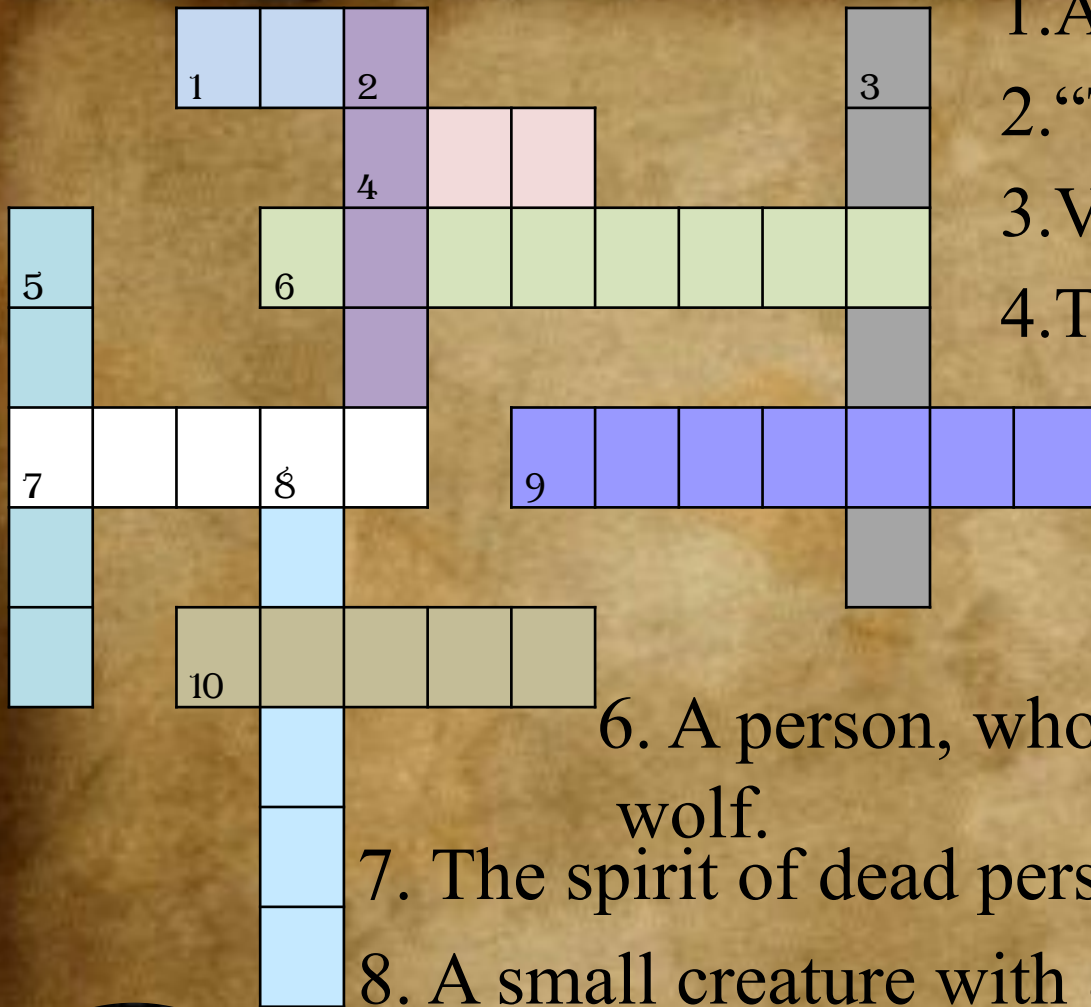 1
2
3
1.A
4
2.“T
3.V
5
6
4.T
7
8
9
10
6. A person, who
wolf.
7. The spirit of dead pers
8. A small creature with